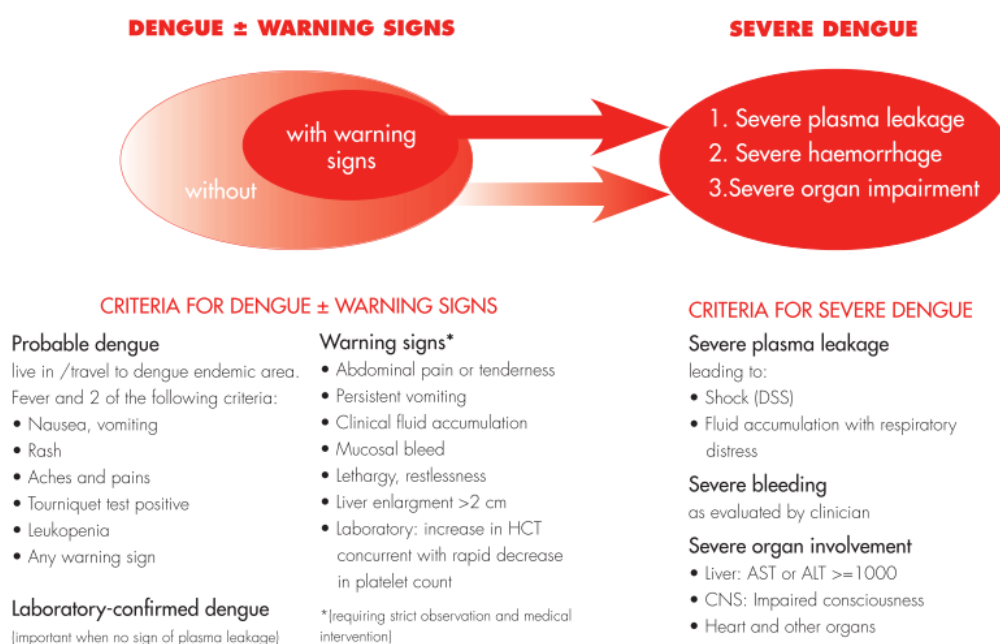 DENGUE ± WARNING SIGNS
SEVERE DENGUE
with warning
signs
without
1. Severe plasma leakage
2. Severe haemorrhage
3.Severe organ impairment
CRITERIA FOR DENGUE ± WARNING SIGNS
Probable dengue
live in /travel to dengue endemic area.
Fever and 2 of the following criteria:
• Nausea, vomiting
• Rash
• Aches and pains
• Tourniquet test positive
• Leukopenia
• Any warning sign
Laboratory-confirmed dengue
(important when no sign of plasma leakage)
Warning signs*
• Abdominal pain or tenderness
• Persistent vomiting
• Clinical fluid accumulation
• Mucosal bleed
• Lethargy, restlessness
• Liver enlargment >2 cm
• Laboratory: increase in HCT
concurrent with rapid decrease
in platelet count
*(requiring strict observation and medical
intervention)
CRITERIA FOR SEVERE DENGUE
Severe plasma leakage
leading to:
• Shock (DSS)
• Fluid accumulation with respiratory
distress
Severe bleeding
as evaluated by clinician
Severe organ involvement
• Liver: AST or ALT >=1000
• CNS: Impaired consciousness
• Heart and other organs